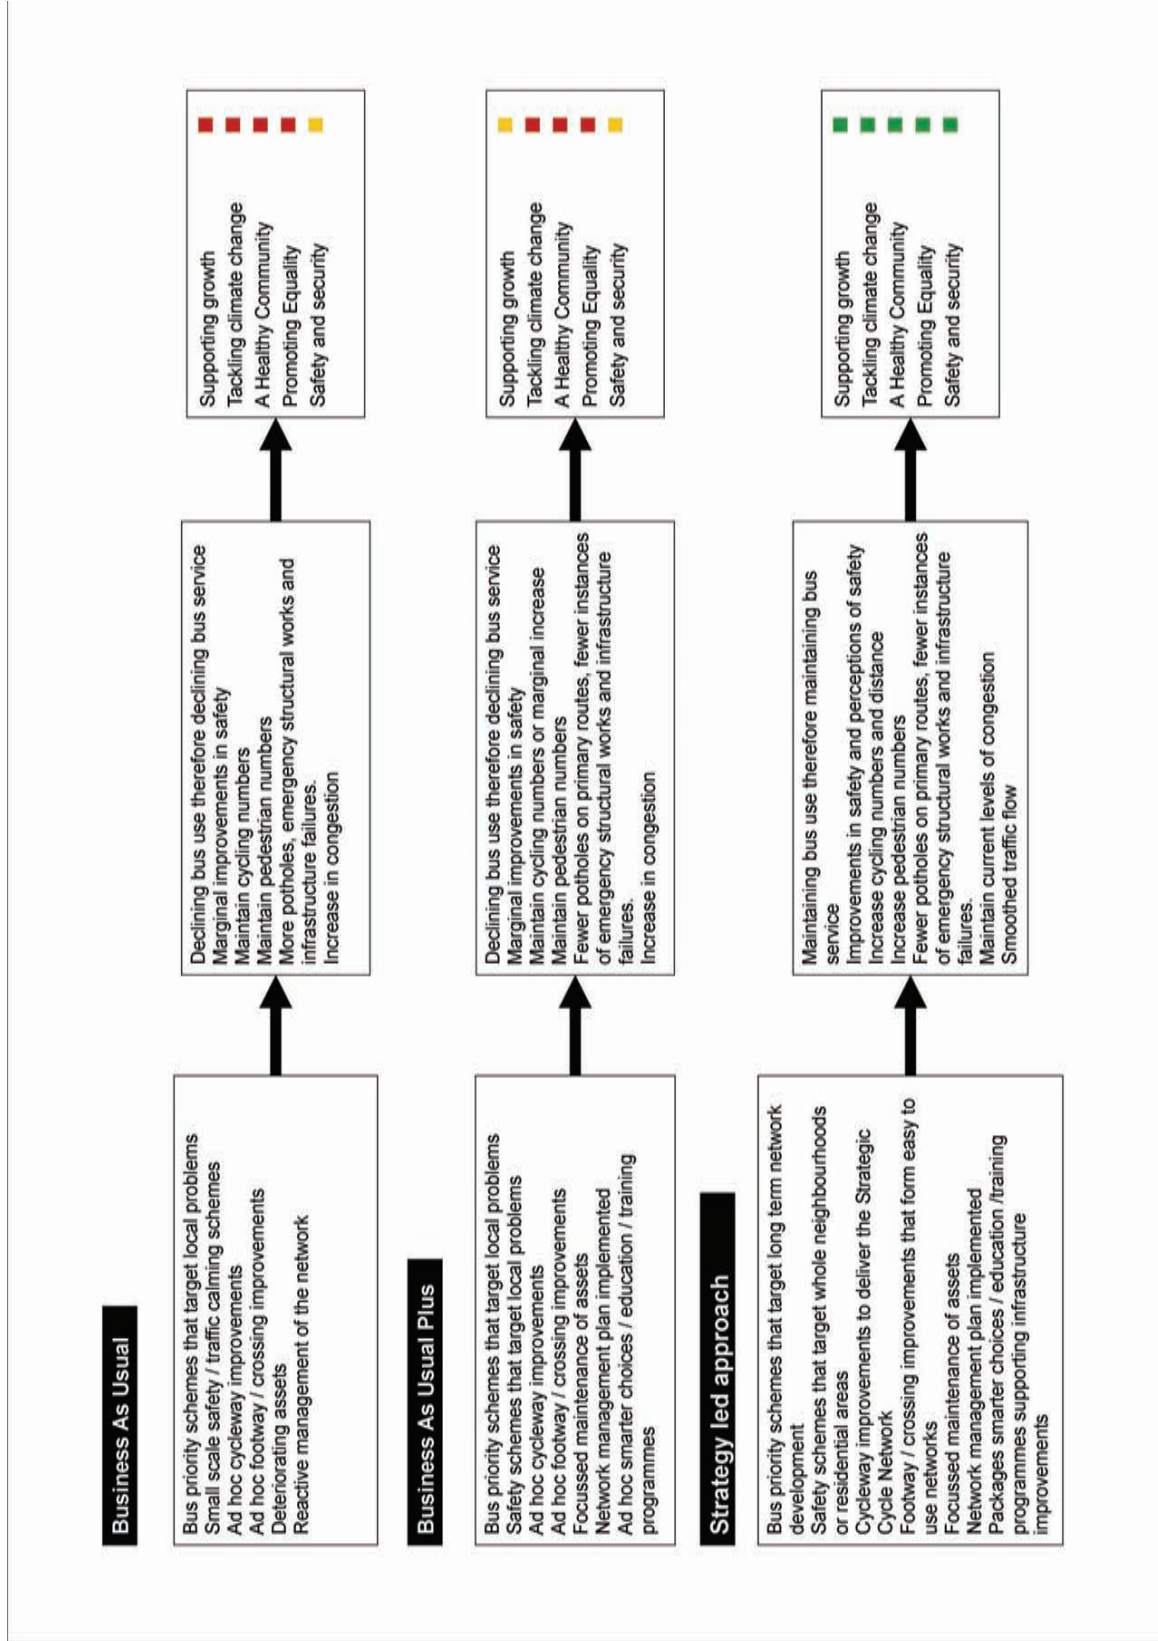 Business As Usual
Bus priority schemes that target local problems
Small scale safety / traffic calming schemes
Ad hoc cycleway improvements
Ad hoc footway / crossing improvements
Deteriorating assets
Reactive management of the network
Declining bus use therefore declining bus service
Marginal improvements in safety
Maintain cycling numbers
Maintain pedestrian numbers
More potholes, emergency structural works and
infrastructure failures.
Increase in congestion
Supporting growth
Tackling climate change
A Healthy Community
Promoting Equality
Safety and security
Business As Usual Plus
Bus priority schemes that target local problems
Safety schemes that target local problems
Ad hoc cycleway improvements
Ad hoc footway / crossing improvements
Focussed maintenance of assets
Network management plan implemented
Ad hoc smarter choices / education / training
programmes
Declining bus use therefore declining bus service
Marginal improvements in safety
Maintain cycling numbers or marginal increase
Maintain pedestrian numbers
Fewer potholes on primary routes, fewer instances
of emergency structural works and infrastructure
failures.
Increase in congestion
Supporting growth
Tackling climate change
A Healthy Community
Promoting Equality
Safety and security
Strategy led approach
Bus priority schemes that target long term network
development
Safety schemes that target whole neighbourhoods
or residential areas
Cycleway improvements to deliver the Strategic
Cycle Network
Footway / crossing improvements that form easy to
use networks
Focussed maintenance of assets
Network management plan implemented
Packages smarter choices / education /training
programmes supporting infrastructure
improvements
Maintaining bus use therefore maintaining bus
service
Improvements in safety and perceptions of safety
Increase cycling numbers and distance
Increase pedestrian numbers
Fewer potholes on primary routes, fewer instances
of emergency structural works and infrastructure
failures.
Maintain current levels of congestion
Smoothed traffic flow
Supporting growth
Tackling climate change
A Healthy Community
Promoting Equality
Safety and security